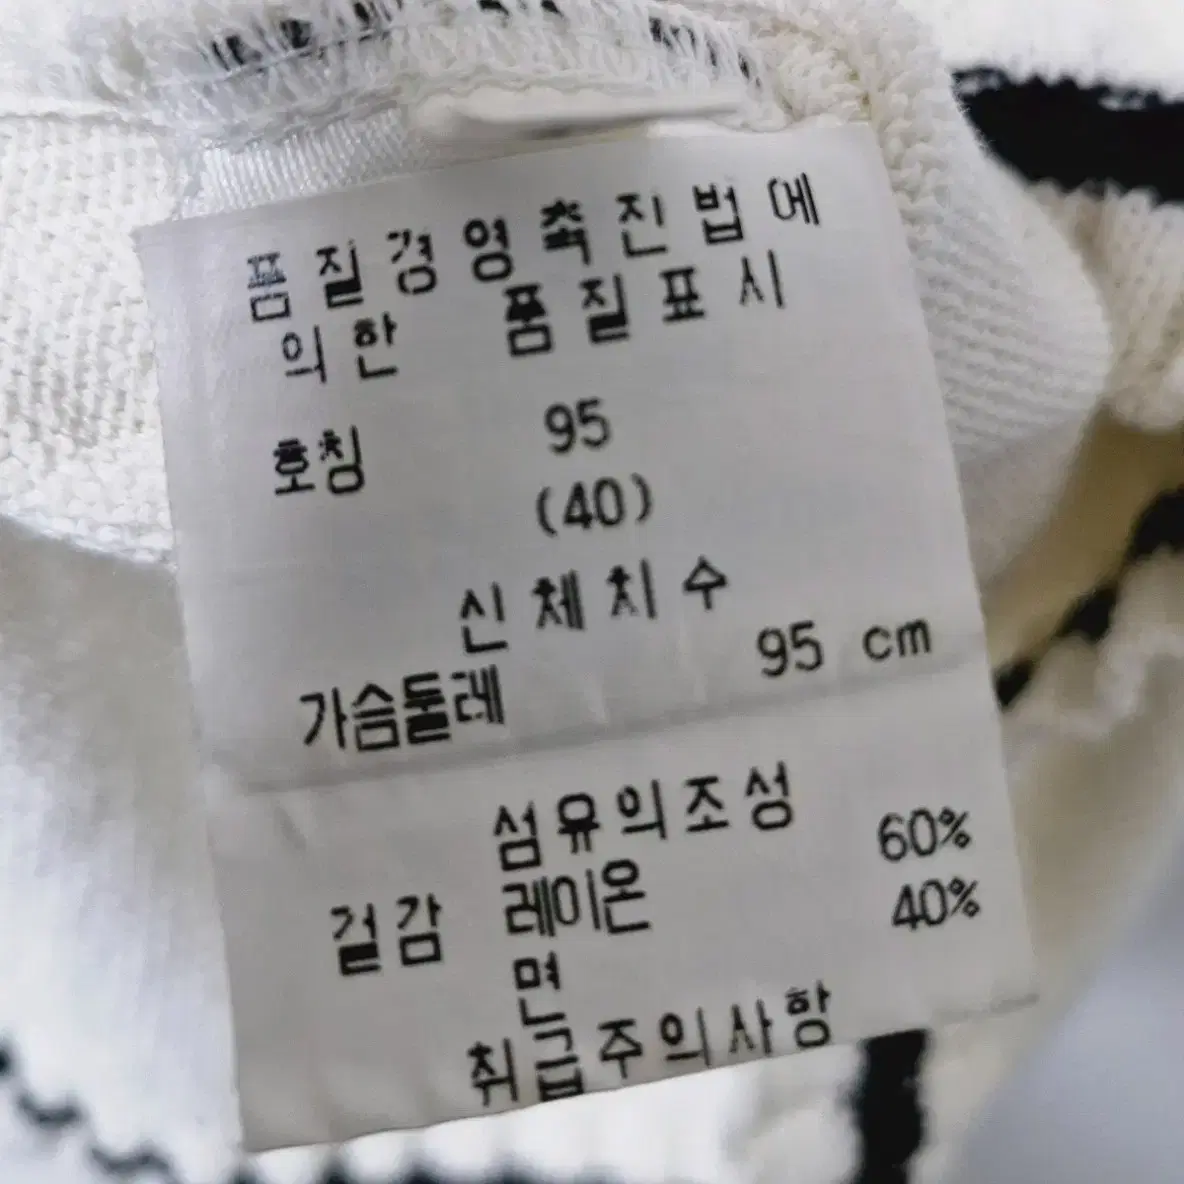 품질경영촉진법에
의한 품질표시
호칭 95
(40)
신체치수
가슴둘레 95 cm
섬유의조성
겉감 레이온 60%
면 40%
취급주의사항